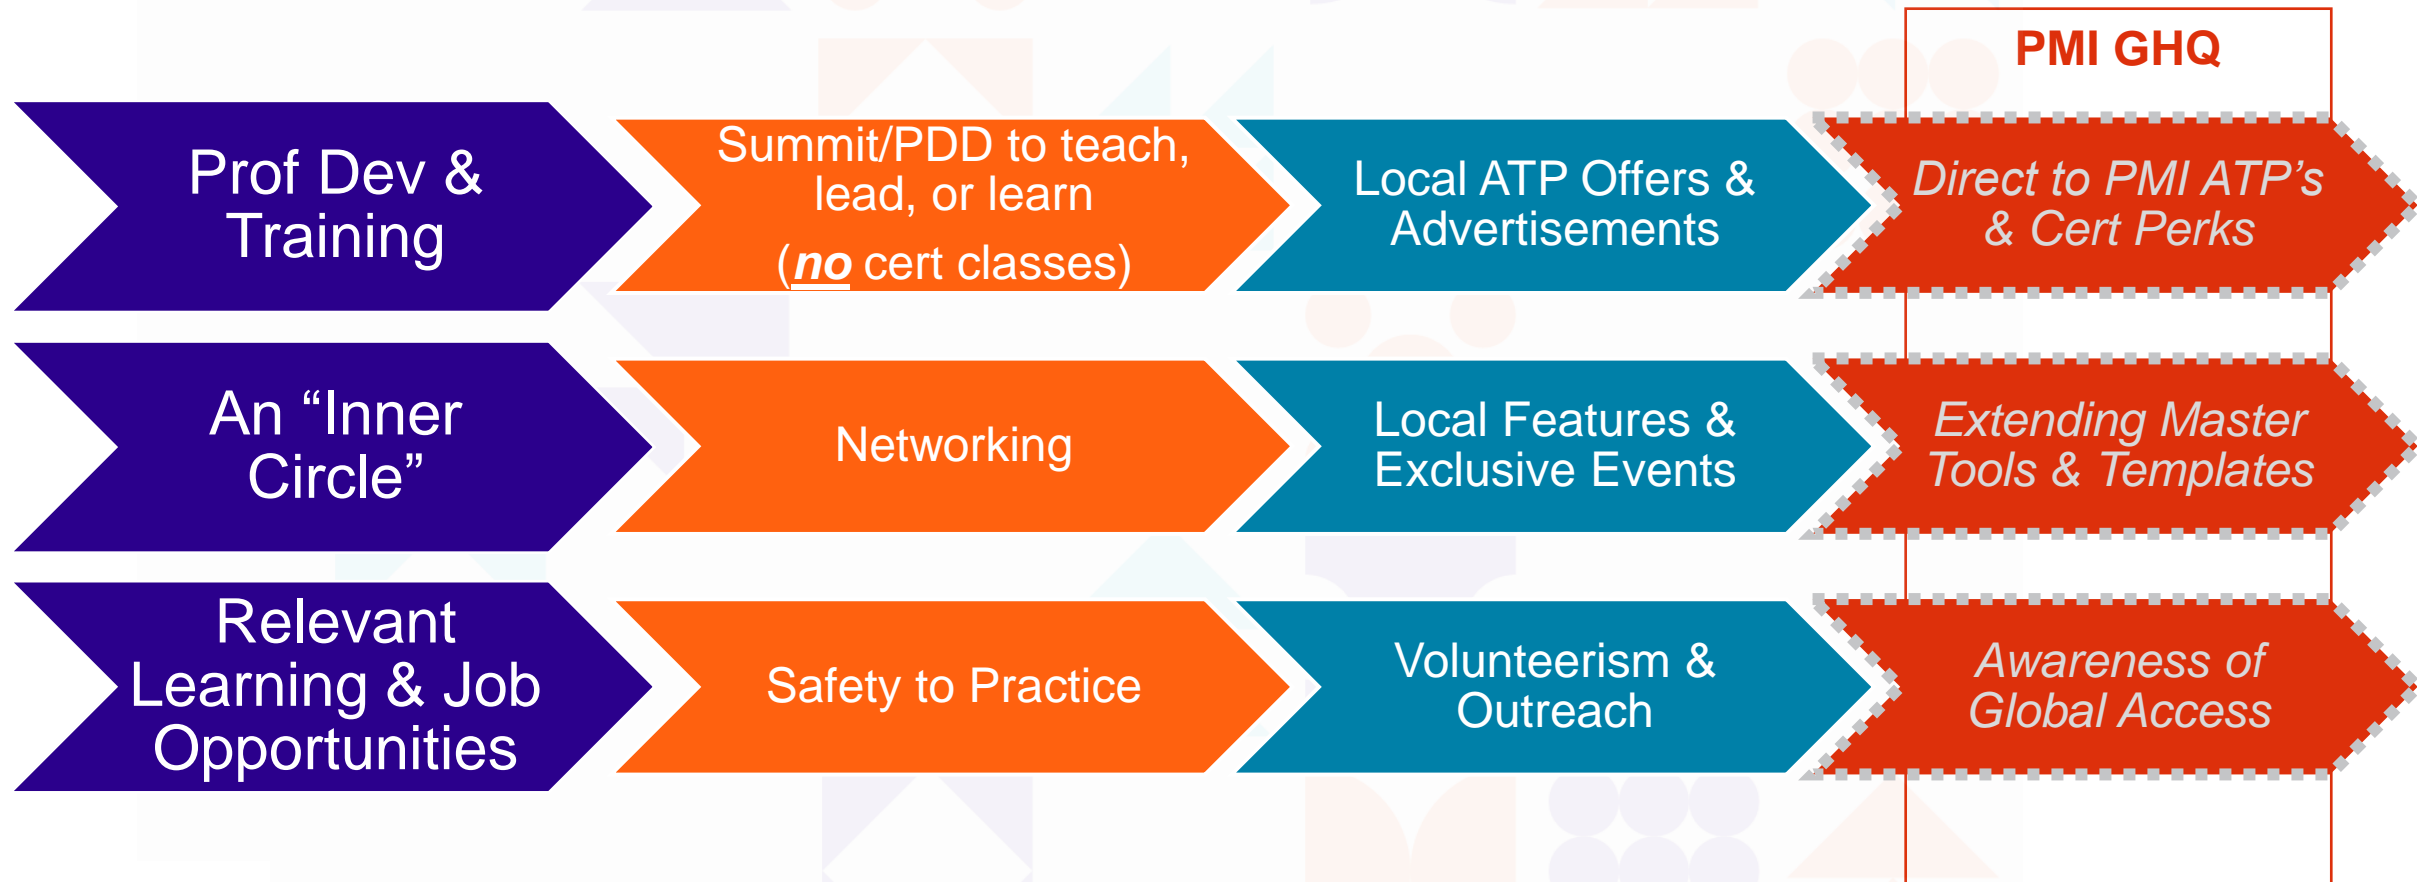 PMI GHQ
Prof Dev &
Training
Summit/PDD to teach,
lead, or learn
(no cert classes)
Local ATP Offers &
Advertisements
Direct to PMI ATP’s
& Cert Perks
An “Inner
Circle”
Networking
Local Features &
Exclusive Events
Extending Master
Tools & Templates
Relevant
Learning & Job
Opportunities
Safety to Practice
Volunteerism &
Outreach
Awareness of
Global Access